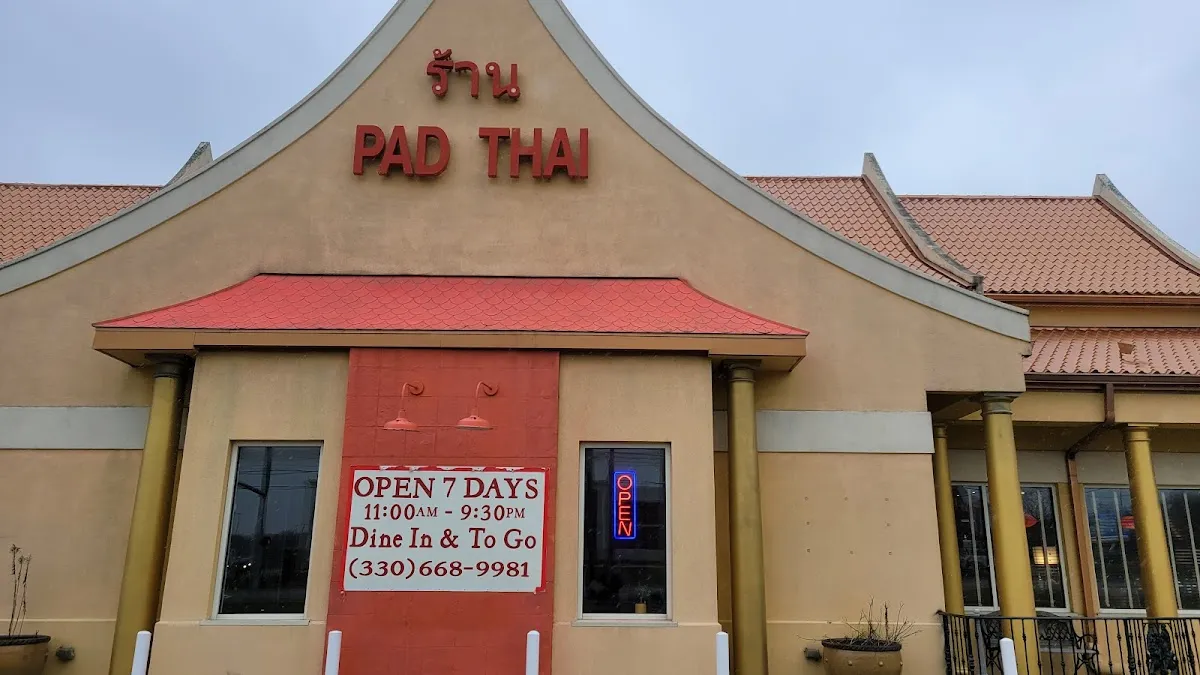 ร้าน
PAD THAI
OPEN 7 DAYS
11:00AM - 9:30PM
Dine In & To Go
(330)668-9981
OPEN